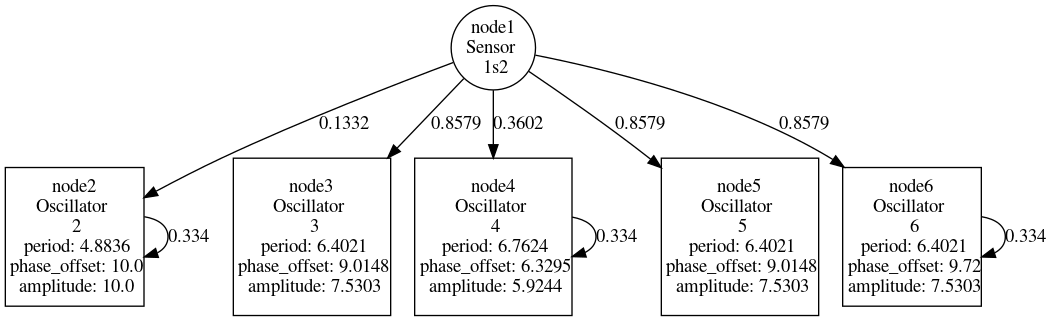 node1
Sensor
1s2
0.1332
0.8579
0.3602
0.8579
0.8579
node2
Oscillator
2
period: 4.8836
phase_offset: 10.0
amplitude: 10.0
0.334
node3
Oscillator
3
period: 6.4021
phase_offset: 9.0148
amplitude: 7.5303
node4
Oscillator
4
period: 6.7624
phase_offset: 6.3295
amplitude: 5.9244
0.334
node5
Oscillator
5
period: 6.4021
phase_offset: 9.0148
amplitude: 7.5303
node6
Oscillator
6
period: 6.4021
phase_offset: 9.72
amplitude: 7.5303
0.334